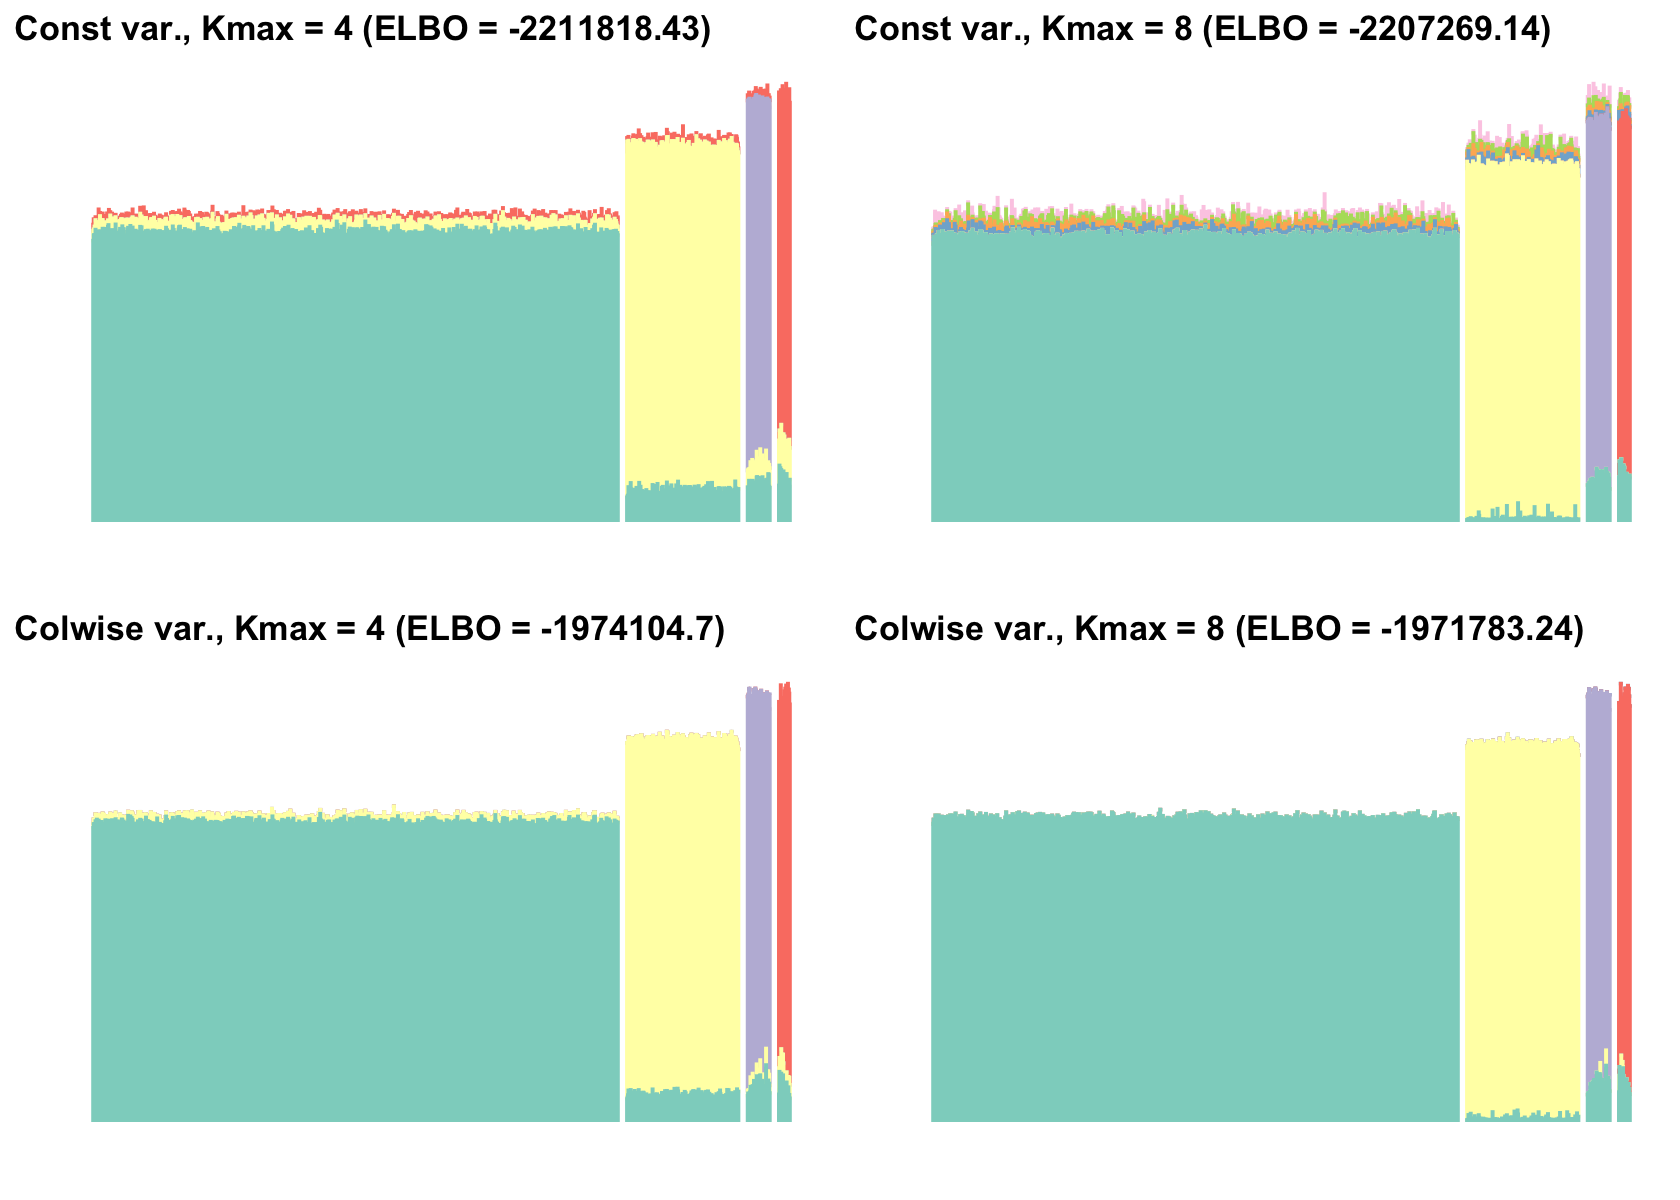 Const var., Kmax = 4 (ELBO = -2211818.43)
Const var., Kmax = 8 (ELBO = -2207269.14)
Colwise var., Kmax = 4 (ELBO = -1974104.7)
Colwise var., Kmax = 8 (ELBO = -1971783.24)